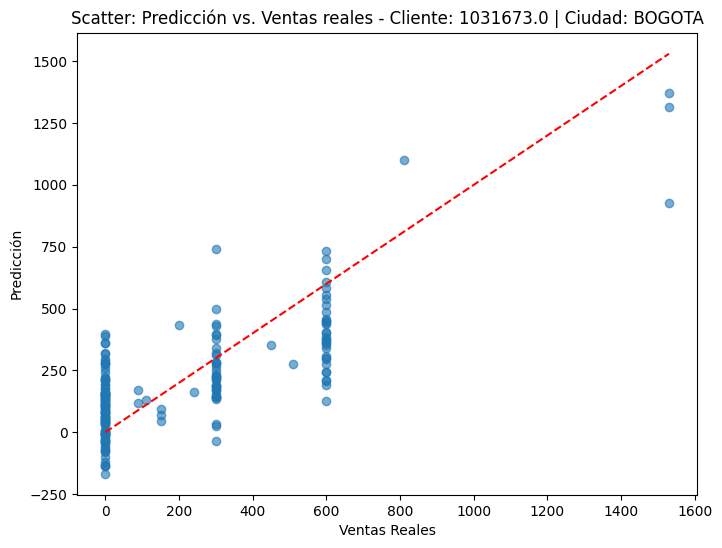 Scatter: Predicción vs. Ventas reales - Cliente: 1031673.0 | Ciudad: BOGOTA
1500
1250
1000
750
500
250
0
−250
Predicción
0 200 400 600 800 1000 1200 1400 1600
Ventas Reales